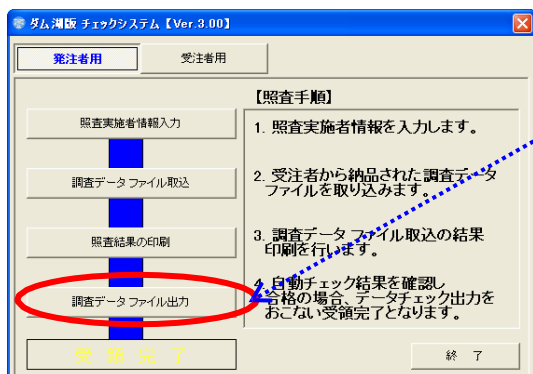 ダム湖版 チェックシステム【Ver.3.00】
発注者用
受注者用
【照査手順】
照査実施者情報入力
1. 照査実施者情報を入力します。
調査データファイル取込
2. 受注者から納品された調査データ
ファイルを取り込みます。
照査結果の印刷
3. 調査データファイル取込の結果
印刷を行います。
調査データファイル出力
4. 自動チェック結果を確認し
合格の場合、データチェック出力を
おこない受領完了となります。
受 領 完 了
終 了